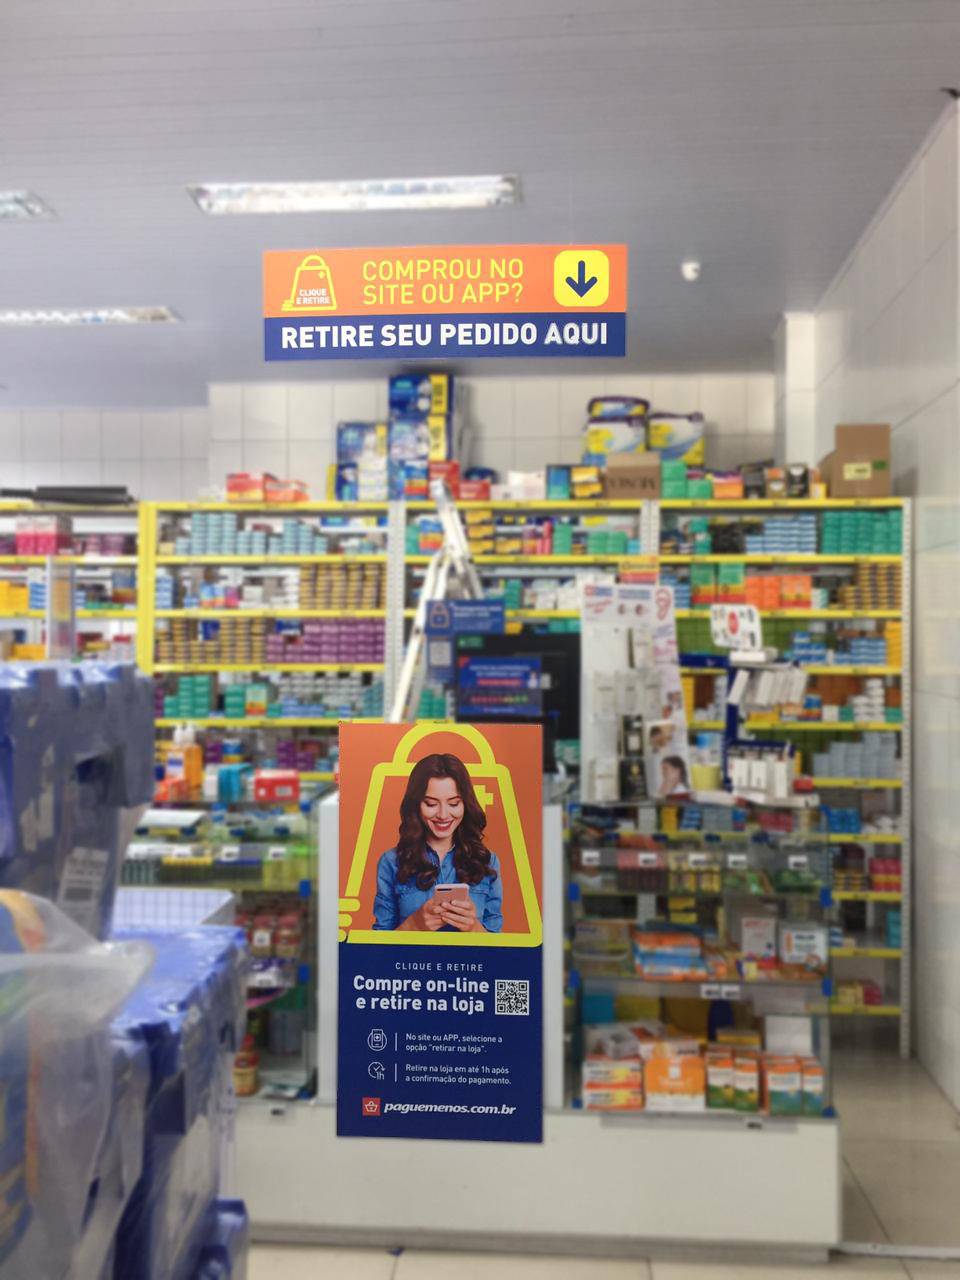 CLIQUE
E RETIRE
COMPROU NO
SITE OU APP?
RETIRE SEU PEDIDO AQUI
CLIQUE E RETIRE
Compre on-line
e retire na loja
No site ou APP, selecione a
opção "retirar na loja".
1h
Retire na loja em até 1h após
a confirmação do pagamento.
paguemenos.com.br